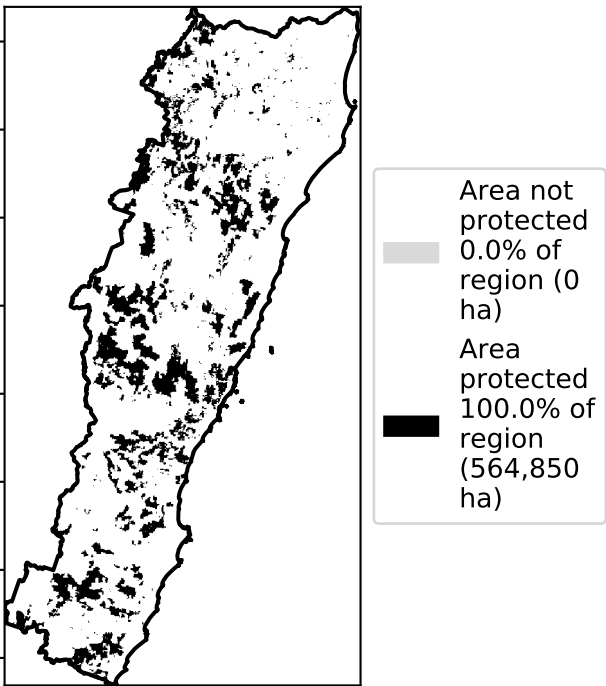 Area not
protected
0.0% of
region (0
ha)
Area
protected
100.0% of
region
(564,850
ha)